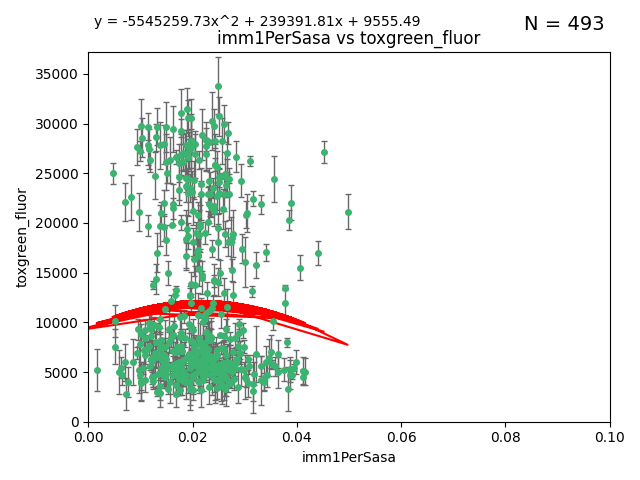 y = -5545259.73x^2 + 239391.81x + 9555.49
N = 493
imm1PerSasa vs toxgreen_fluor
35000
30000
25000
20000
15000
10000
5000
0
toxgreen_fluor
0.00 0.02 0.04 0.06 0.08 0.10
imm1PerSasa